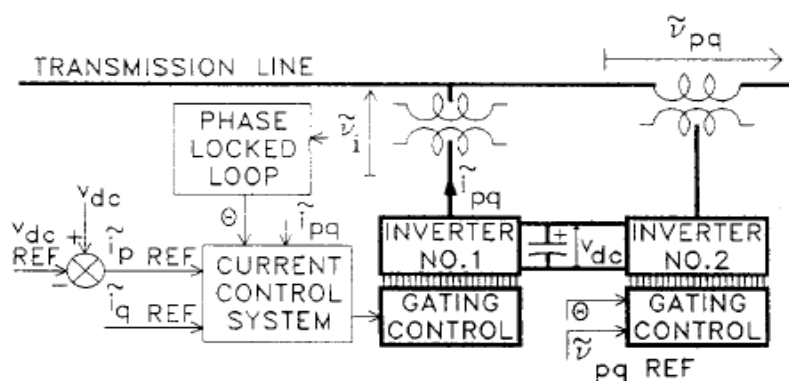 ṽpq
TRANSMISSION LINE
PHASE
LOCKED
LOOP
ṽi
ĩpq
vdc
Θ
ĩpq
vdc
REF
+
−
ĩp REF
ĩq REF
CURRENT
CONTROL
SYSTEM
INVERTER
NO.1
GATING
CONTROL
+
vdc
INVERTER
NO.2
GATING
CONTROL
Θ
ṽpq REF